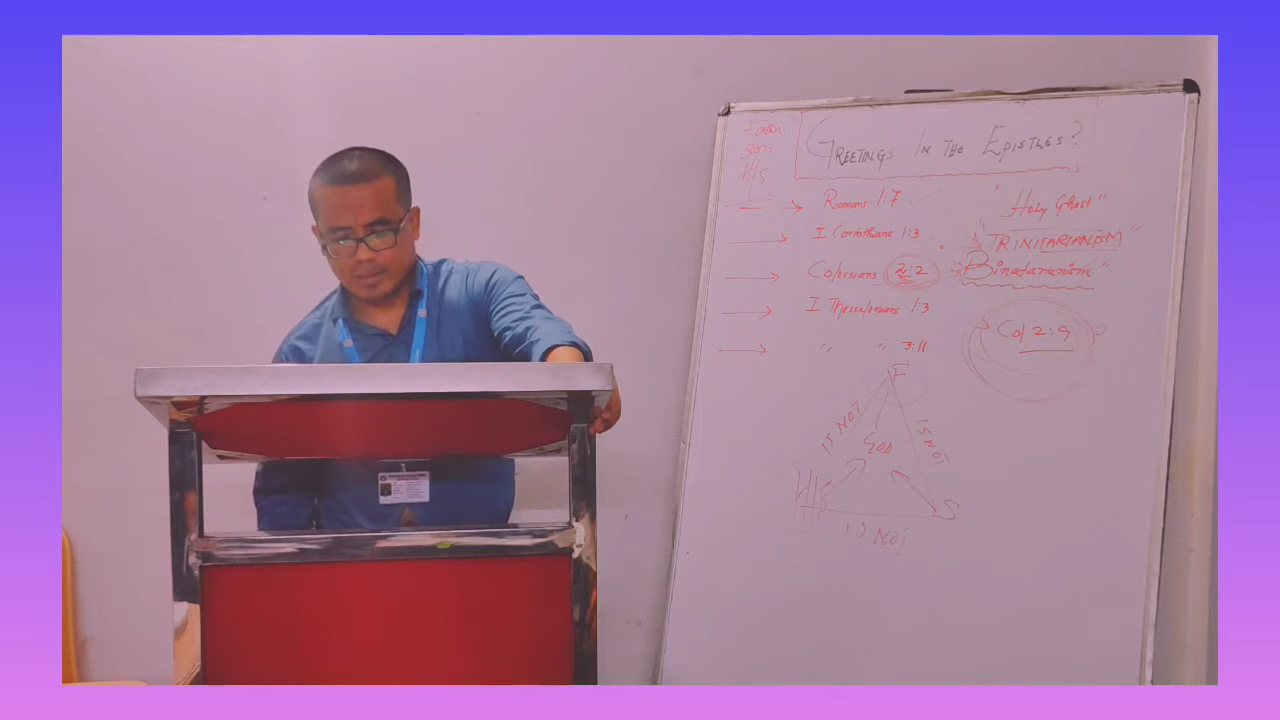 Father
Son
H/S
GREETINGS IN THE EPISTLES?
Romans 1:7
I Corinthians 1:3
Colossians 2:2
I Thessalonians 1:3
" " 3:11
"Holy Ghost"
"TRINITARIANISM"
Binatarianism"
Col 2:9
F
IS NOT
IS NOT
GOD
H/S
S
IS NOT